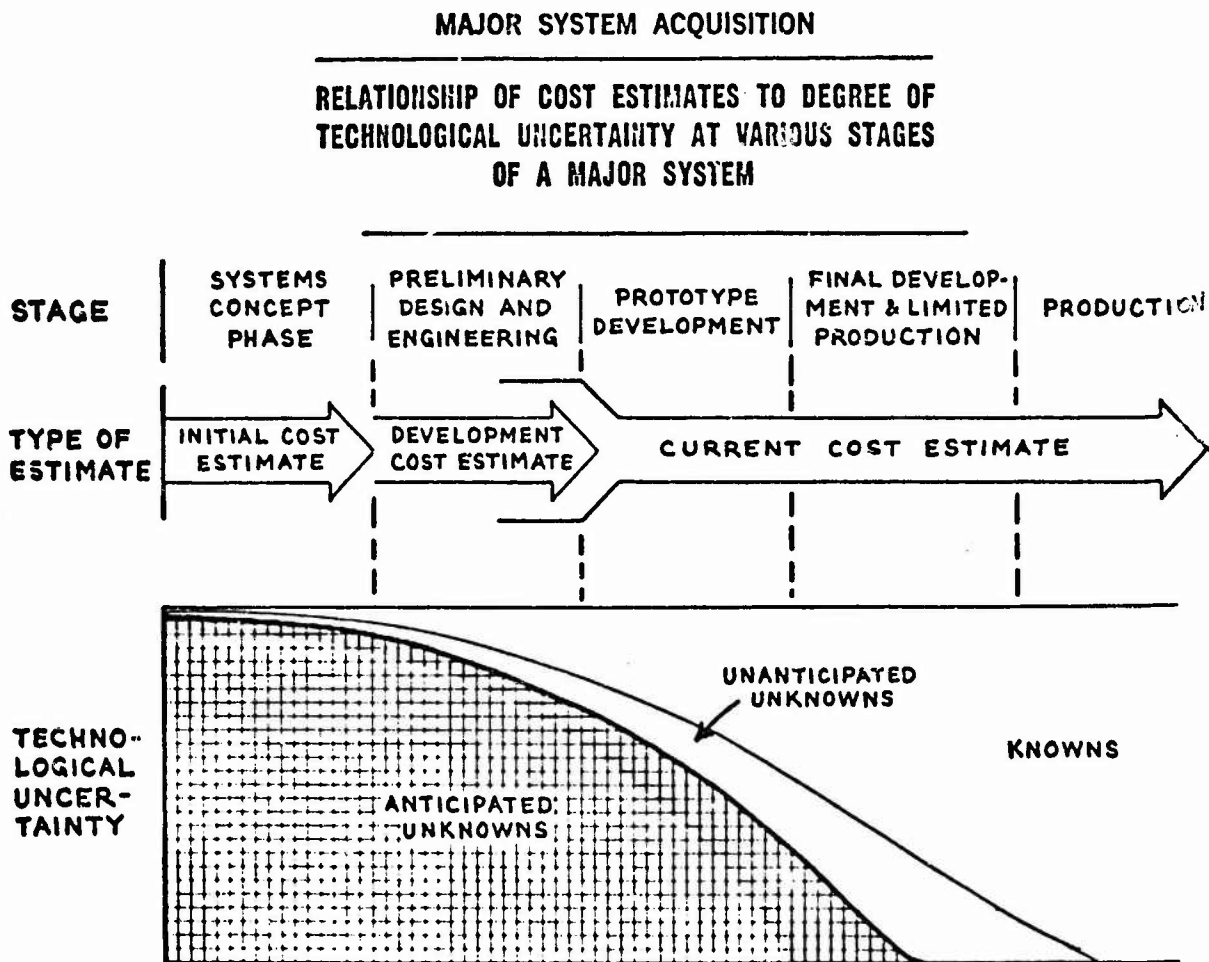 MAJOR SYSTEM ACQUISITION
RELATIONSHIP OF COST ESTIMATES TO DEGREE OF
TECHNOLOGICAL UNCERTAINTY AT VARIOUS STAGES
OF A MAJOR SYSTEM
STAGE
SYSTEMS
CONCEPT
PHASE
PRELIMINARY
DESIGN AND
ENGINEERING
PROTOTYPE
DEVELOPMENT
FINAL DEVELOP-
MENT & LIMITED
PRODUCTION
PRODUCTION
TYPE OF
ESTIMATE
INITIAL COST
ESTIMATE
DEVELOPMENT
COST ESTIMATE
CURRENT COST ESTIMATE
TECHNO-
LOGICAL
UNCER-
TAINTY
UNANTICIPATED
UNKNOWNS
KNOWNS
ANTICIPATED
UNKNOWNS